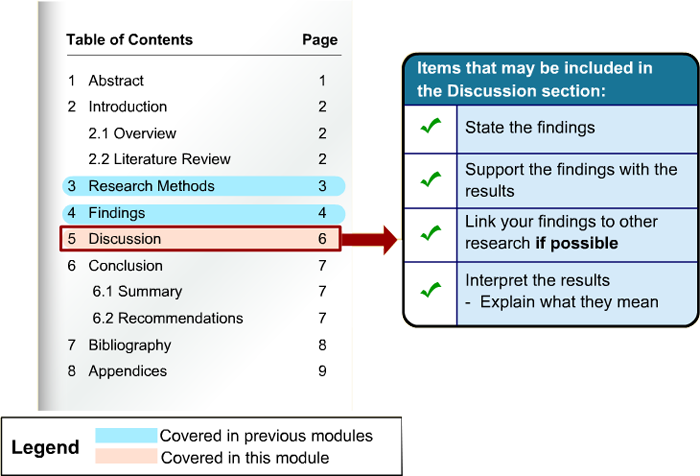 Table of Contents Page
1 Abstract 1
2 Introduction 2
2.1 Overview 2
2.2 Literature Review 2
3 Research Methods 3
4 Findings 4
5 Discussion 6
6 Conclusion 7
6.1 Summary 7
6.2 Recommendations 7
7 Bibliography 8
8 Appendices 9
Items that may be included in
the Discussion section:
State the findings
Support the findings with the
results
Link your findings to other
research if possible
Interpret the results
- Explain what they mean
Legend
Covered in previous modules
Covered in this module